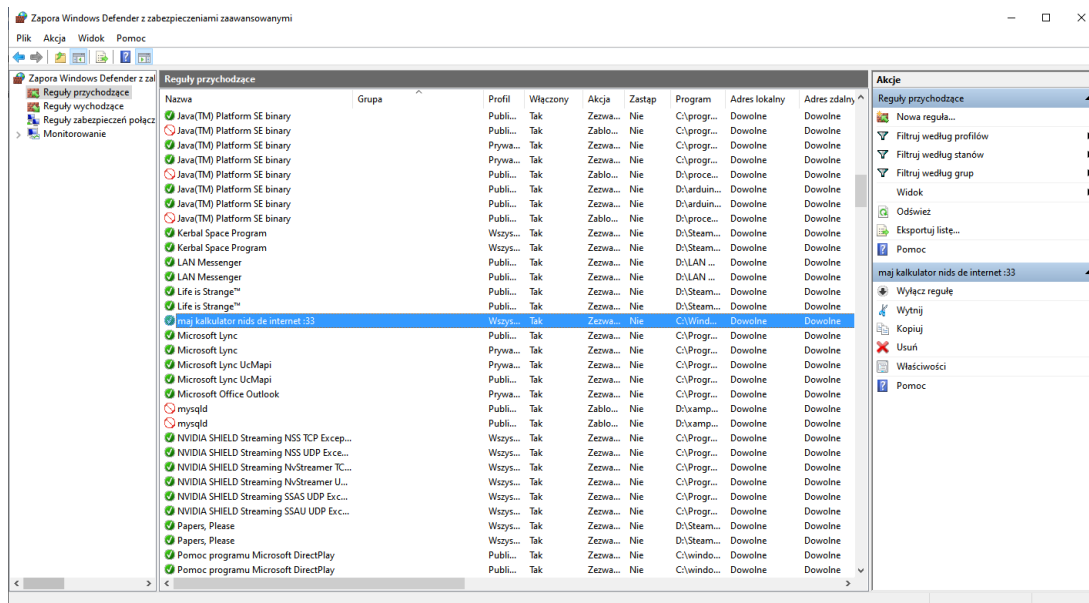 Zapora Windows Defender z zabezpieczeniami zaawansowanymi
Plik Akcja Widok Pomoc
Zapora Windows Defender z zal
Reguły przychodzące
Reguły wychodzące
Reguły zabezpieczeń połącz
Monitorowanie
Reguły przychodzące
Nazwa Grupa Profil Włączony Akcja Zastąp Program Adres lokalny Adres zdalny
Java(TM) Platform SE binary Publi... Tak Zezwa... Nie C:\progr... Dowolne Dowolne
Java(TM) Platform SE binary Publi... Tak Zablo... Nie C:\progr... Dowolne Dowolne
Java(TM) Platform SE binary Prywa... Tak Zezwa... Nie C:\progr... Dowolne Dowolne
Java(TM) Platform SE binary Prywa... Tak Zezwa... Nie C:\progr... Dowolne Dowolne
Java(TM) Platform SE binary Publi... Tak Zablo... Nie D:\proce... Dowolne Dowolne
Java(TM) Platform SE binary Publi... Tak Zezwa... Nie D:\arduin... Dowolne Dowolne
Java(TM) Platform SE binary Publi... Tak Zezwa... Nie D:\arduin... Dowolne Dowolne
Java(TM) Platform SE binary Publi... Tak Zablo... Nie D:\proce... Dowolne Dowolne
Kerbal Space Program Wszys... Tak Zezwa... Nie D:\Steam... Dowolne Dowolne
Kerbal Space Program Wszys... Tak Zezwa... Nie D:\Steam... Dowolne Dowolne
LAN Messenger Publi... Tak Zezwa... Nie D:\LAN ... Dowolne Dowolne
LAN Messenger Publi... Tak Zezwa... Nie D:\LAN ... Dowolne Dowolne
Life is Strange™ Publi... Tak Zezwa... Nie D:\Steam... Dowolne Dowolne
Life is Strange™ Publi... Tak Zezwa... Nie D:\Steam... Dowolne Dowolne
maj kalkulator nids de internet :33 Wszys... Tak Zezwa... Nie C:\Wind... Dowolne Dowolne
Microsoft Lync Publi... Tak Zezwa... Nie C:\Progr... Dowolne Dowolne
Microsoft Lync Prywa... Tak Zezwa... Nie C:\Progr... Dowolne Dowolne
Microsoft Lync UcMapi Prywa... Tak Zezwa... Nie C:\Progr... Dowolne Dowolne
Microsoft Lync UcMapi Publi... Tak Zezwa... Nie C:\Progr... Dowolne Dowolne
Microsoft Office Outlook Prywa... Tak Zezwa... Nie C:\Progr... Dowolne Dowolne
mysqld Publi... Tak Zablo... Nie D:\xamp... Dowolne Dowolne
mysqld Publi... Tak Zablo... Nie D:\xamp... Dowolne Dowolne
NVIDIA SHIELD Streaming NSS TCP Excep... Wszys... Tak Zezwa... Nie C:\Progr... Dowolne Dowolne
NVIDIA SHIELD Streaming NSS UDP Exce... Wszys... Tak Zezwa... Nie C:\Progr... Dowolne Dowolne
NVIDIA SHIELD Streaming NvStreamer TC... Wszys... Tak Zezwa... Nie C:\Progr... Dowolne Dowolne
NVIDIA SHIELD Streaming NvStreamer U... Wszys... Tak Zezwa... Nie C:\Progr... Dowolne Dowolne
NVIDIA SHIELD Streaming SSAS UDP Exc... Wszys... Tak Zezwa... Nie C:\Progr... Dowolne Dowolne
NVIDIA SHIELD Streaming SSAU UDP Exc... Wszys... Tak Zezwa... Nie C:\Progr... Dowolne Dowolne
Papers, Please Wszys... Tak Zezwa... Nie D:\Steam... Dowolne Dowolne
Papers, Please Wszys... Tak Zezwa... Nie D:\Steam... Dowolne Dowolne
Pomoc programu Microsoft DirectPlay Publi... Tak Zezwa... Nie C:\windo... Dowolne Dowolne
Pomoc programu Microsoft DirectPlay Publi... Tak Zezwa... Nie C:\windo... Dowolne Dowolne
Akcje
Reguły przychodzące
Nowa reguła...
Filtruj według profilów
Filtruj według stanów
Filtruj według grup
Widok
Odśwież
Eksportuj listę...
Pomoc
maj kalkulator nids de internet :33
Wyłącz regułę
Wytnij
Kopiuj
Usuń
Właściwości
Pomoc